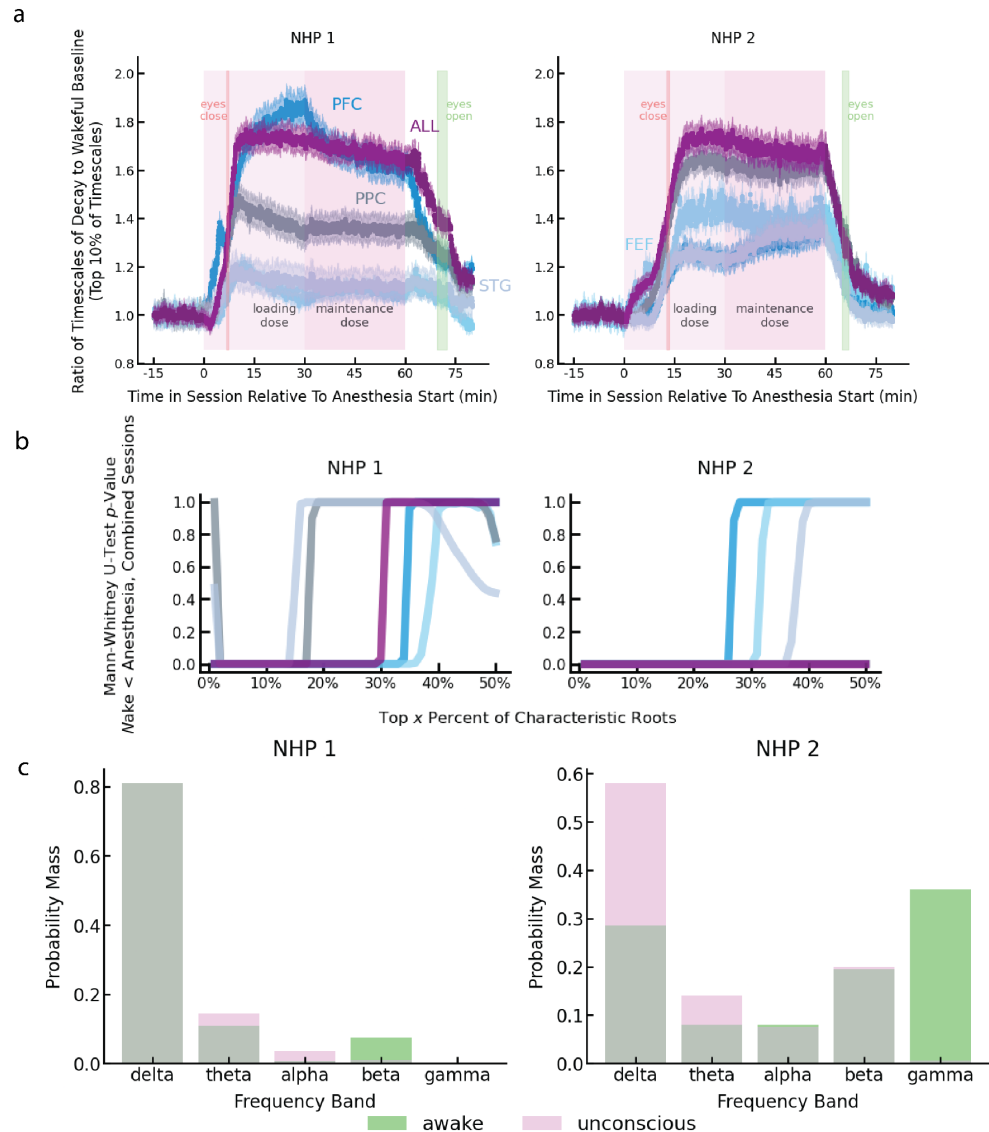 a
NHP 1
NHP 2
Ratio of Timescales of Decay to Wakeful Baseline
(Top 10% of Timescales)
2.0
1.8
1.6
1.4
1.2
1.0
0.8
eyes
close
PFC
ALL
PPC
STG
eyes
open
loading
dose
maintenance
dose
-15 0 15 30 45 60 75
Time in Session Relative To Anesthesia Start (min)
2.0
1.8
1.6
1.4
1.2
1.0
0.8
eyes
close
FEF
eyes
open
loading
dose
maintenance
dose
-15 0 15 30 45 60 75
Time in Session Relative To Anesthesia Start (min)
b
NHP 1
NHP 2
Mann-Whitney U-Test p-Value
Wake < Anesthesia, Combined Sessions
1.0
0.8
0.6
0.4
0.2
0.0
0% 10% 20% 30% 40% 50%
1.0
0.8
0.6
0.4
0.2
0.0
0% 10% 20% 30% 40% 50%
Top x Percent of Characteristic Roots
c
NHP 1
NHP 2
Probability Mass
0.8
0.6
0.4
0.2
0.0
delta theta alpha beta gamma
Frequency Band
Probability Mass
0.6
0.5
0.4
0.3
0.2
0.1
0.0
delta theta alpha beta gamma
Frequency Band
awake unconscious